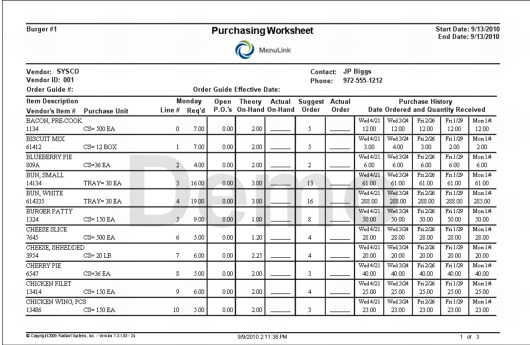 Burger #1 Purchasing Worksheet Start Date: 9/13/2010
End Date: 9/13/2010
MenuLink
Vendor: SYSCO Contact: JP Biggs
Vendor ID: 001 Phone: 972-555-1212
Order Guide #: Order Guide Effective Date:
Item Description Monday Open Theory Actual Suggest Actual Purchase History
Vendor's Item # Purchase Unit Line # Req'd P.O.'s On-Hand On-Hand Order Order Date Ordered and Quantity Received
BACON, PRE-COOK Wed 4/21 Wed 3/24 Fri 2/26 Fri 1/29 Mon 1/4
1134 CS= 500 EA 0 7.00 0.00 2.00 5 12.00 12.00 12.00 12.00 12.00
BISCUIT MIX Wed 4/21 Wed 3/24 Fri 2/26 Fri 1/29 Mon 1/4
61412 CS= 12 BOX 1 7.00 0.00 2.00 5 3.00 4.00 3.00 2.00 2.00
BLUEBERRY PIE Wed 4/21 Wed 3/24 Fri 2/26 Fri 1/29 Mon 1/4
009A CS=36 EA 2 4.00 0.00 2.00 2 6.00 6.00 6.00 6.00 6.00
BUN, SMALL Wed 4/21 Wed 3/24 Fri 2/26 Fri 1/29 Mon 1/4
14134 TRAY= 30 EA 3 16.00 0.00 3.00 13 61.00 61.00 61.00 61.00 61.00
BUN, WHITE Wed 4/21 Wed 3/24 Fri 2/26 Fri 1/29 Mon 1/4
614335 TRAY= 30 EA 4 19.00 0.00 3.00 16 288.00 288.00 288.00 288.00 285.00
BURGER PATTY Wed 4/21 Wed 3/24 Fri 2/26 Fri 1/29 Mon 1/4
1324 CS= 150 EA 5 9.00 0.00 1.00 8 50.00 50.00 50.00 50.00 50.00
CHEESE SLICE Wed 4/21 Wed 3/24 Fri 2/26 Fri 1/29 Mon 1/4
7645 CS= 500 EA 6 5.00 0.00 1.20 4 28.00 28.00 28.00 28.00 28.00
CHEESE, SHREDDED Wed 4/21 Wed 3/24 Fri 2/26 Fri 1/29 Mon 1/4
3954 CS= 20 LB 7 6.00 0.00 2.25 4 20.00 20.00 20.00 20.00 20.00
CHERRY PIE Wed 4/21 Wed 3/24 Fri 2/26 Fri 1/29 Mon 1/4
6547 CS=36 EA 8 5.00 0.00 2.00 3 40.00 40.00 40.00 40.00 40.00
CHICKEN FILET Wed 4/21 Wed 3/24 Fri 2/26 Fri 1/29 Mon 1/4
13414 CS= 150 EA 9 6.00 0.00 2.00 4 25.00 25.00 25.00 25.00 25.00
CHICKEN WING, PCS Wed 4/21 Wed 3/24 Fri 2/26 Fri 1/29 Mon 1/4
13486 CS= 150 EA 10 5.00 0.00 2.00 3 23.00 23.00 23.00 23.00 23.00
Demo
© Copyright 2009 Radiant Systems, Inc. - Version 9/9/2010 2:11:38 PM 1 of 3